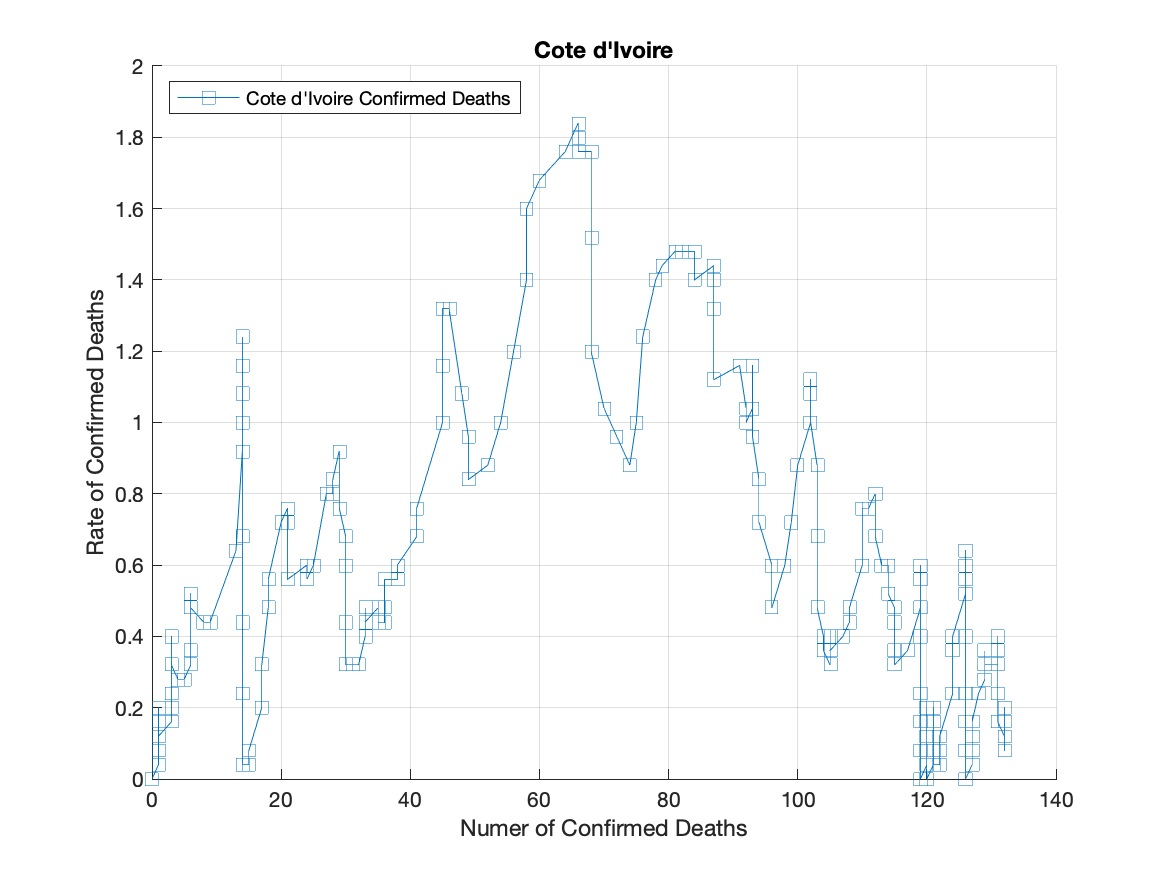 Cote d'Ivoire
Cote d'Ivoire Confirmed Deaths
Rate of Confirmed Deaths
2
1.8
1.6
1.4
1.2
1
0.8
0.6
0.4
0.2
0
0 20 40 60 80 100 120 140
Numer of Confirmed Deaths